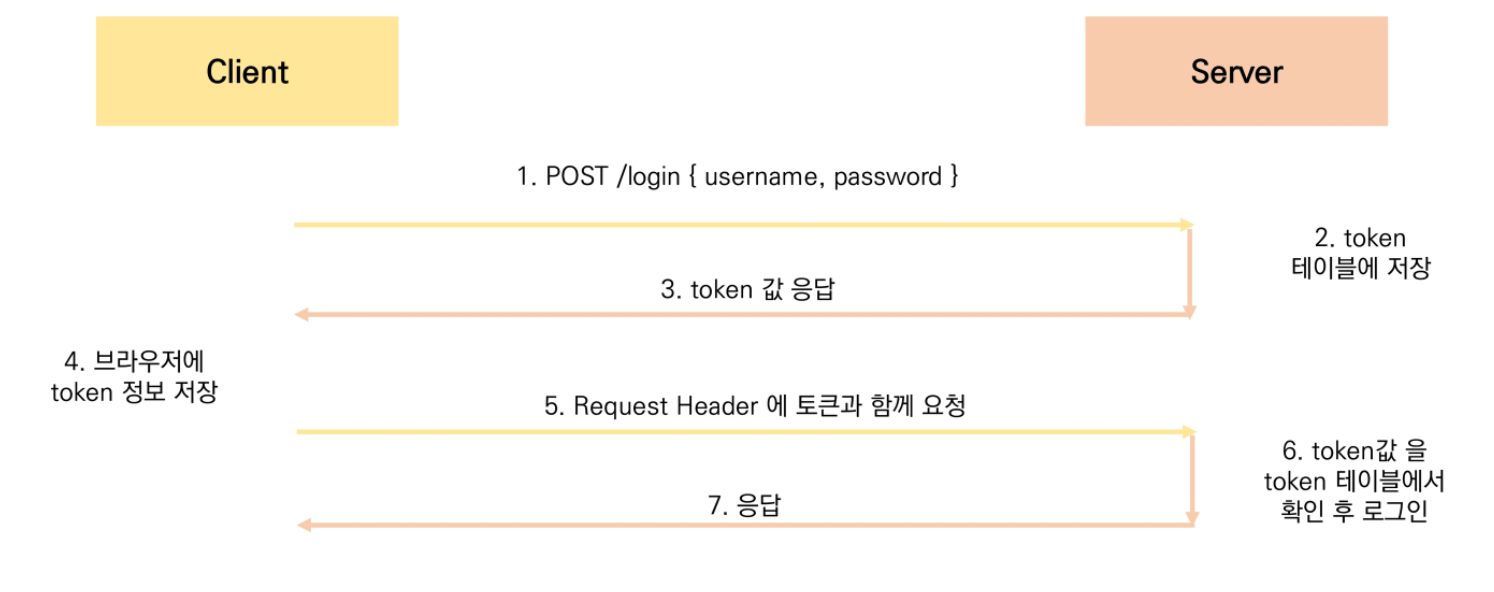 Client
Server
1. POST /login { username, password }
2. token
테이블에 저장
3. token 값 응답
4. 브라우저에
token 정보 저장
5. Request Header 에 토큰과 함께 요청
6. token값 을
token 테이블에서
확인 후 로그인
7. 응답